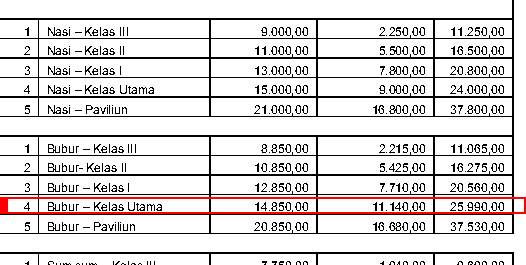 1 Nasi – Kelas III 9.000,00 2.250,00 11.250,00
2 Nasi – Kelas II 11.000,00 5.500,00 16.500,00
3 Nasi – Kelas I 13.000,00 7.800,00 20.800,00
4 Nasi – Kelas Utama 15.000,00 9.000,00 24.000,00
5 Nasi – Paviliun 21.000,00 16.800,00 37.800,00
1 Bubur – Kelas III 8.850,00 2.215,00 11.065,00
2 Bubur- Kelas II 10.850,00 5.425,00 16.275,00
3 Bubur – Kelas I 12.850,00 7.710,00 20.560,00
4 Bubur – Kelas Utama 14.850,00 11.140,00 25.990,00
5 Bubur – Paviliun 20.850,00 16.680,00 37.530,00